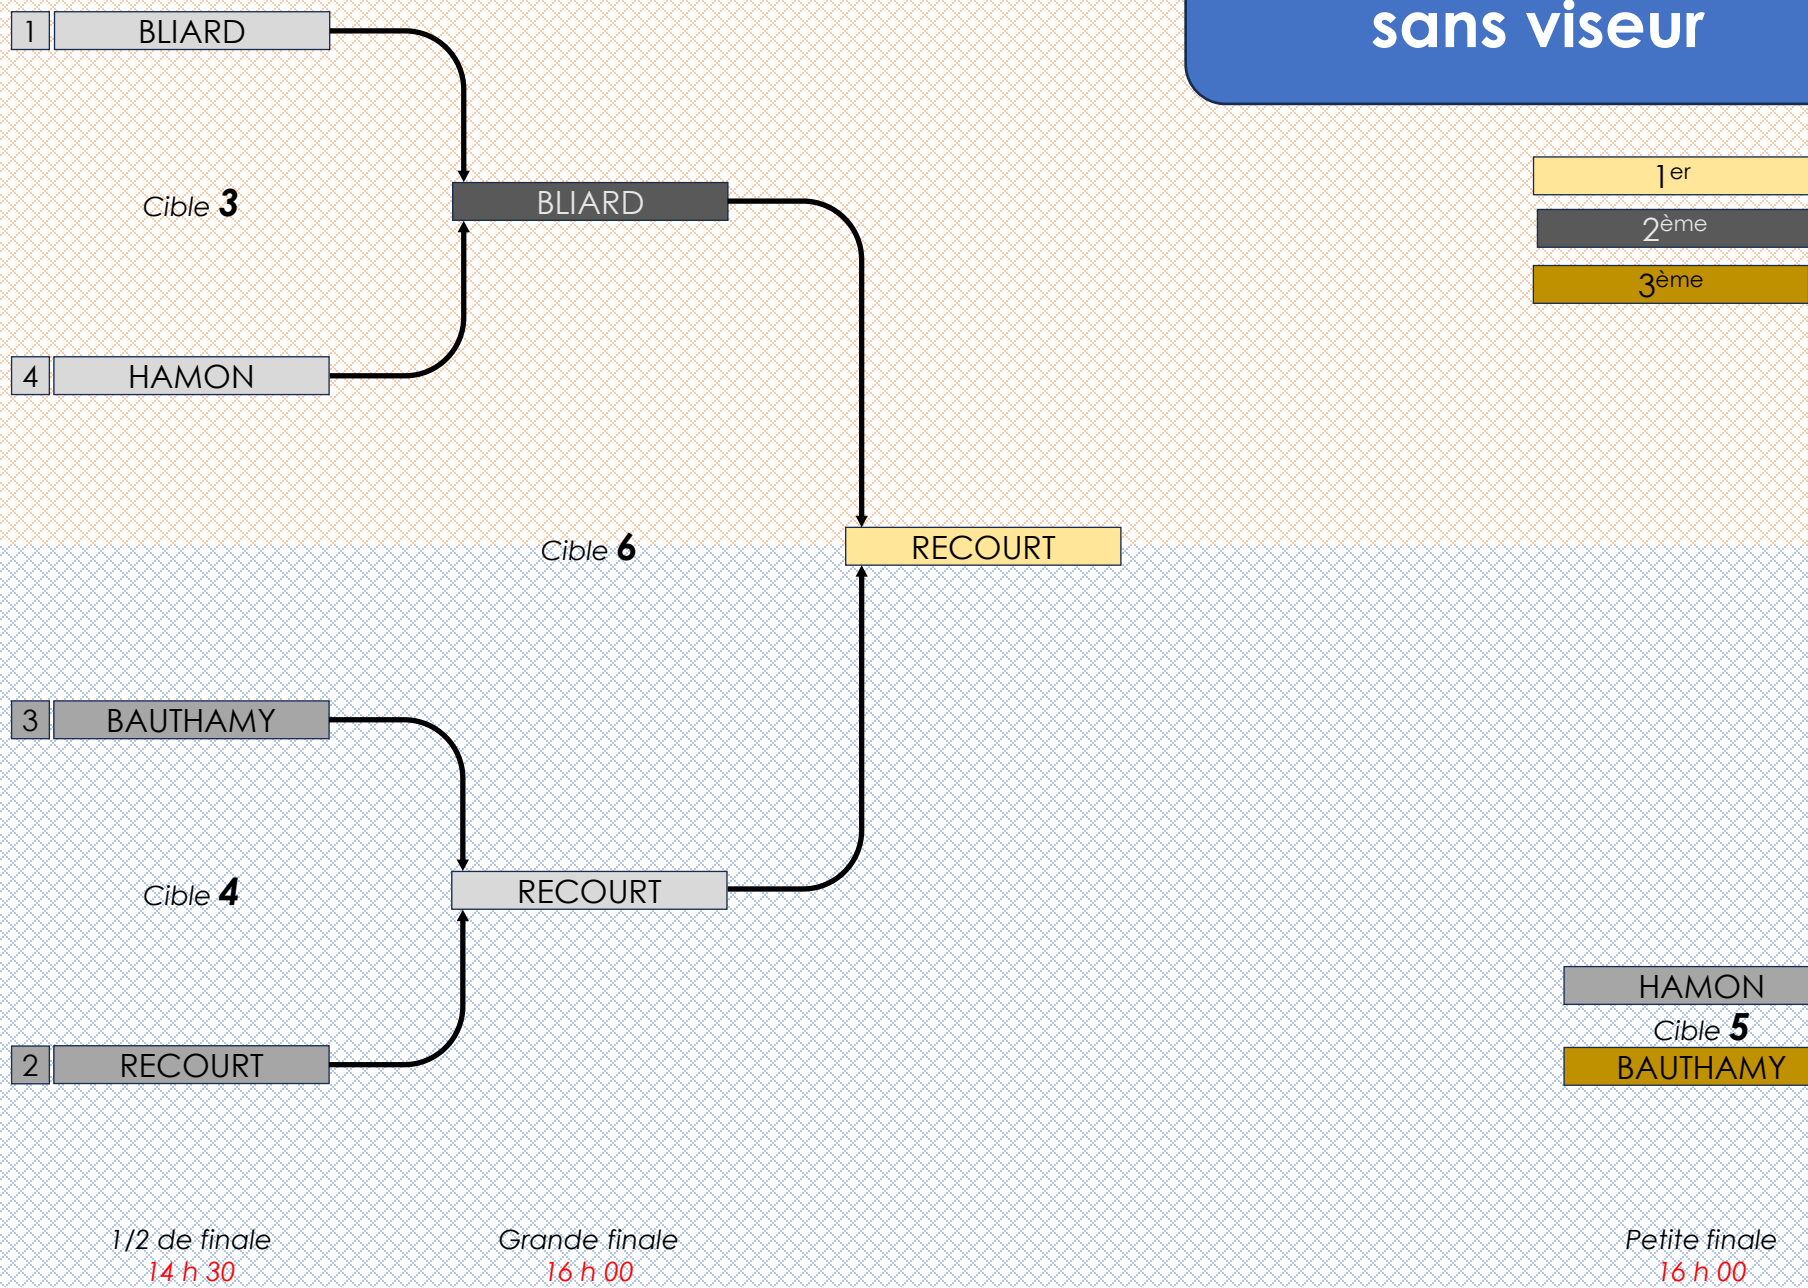 1 BLIARD
sans viseur
1er
Cible 3
BLIARD
2ème
3ème
4 HAMON
Cible 6
RECOURT
3 BAUTHAMY
Cible 4
RECOURT
HAMON
Cible 5
2 RECOURT
BAUTHAMY
1/2 de finale
14 h 30
Grande finale
16 h 00
Petite finale
16 h 00